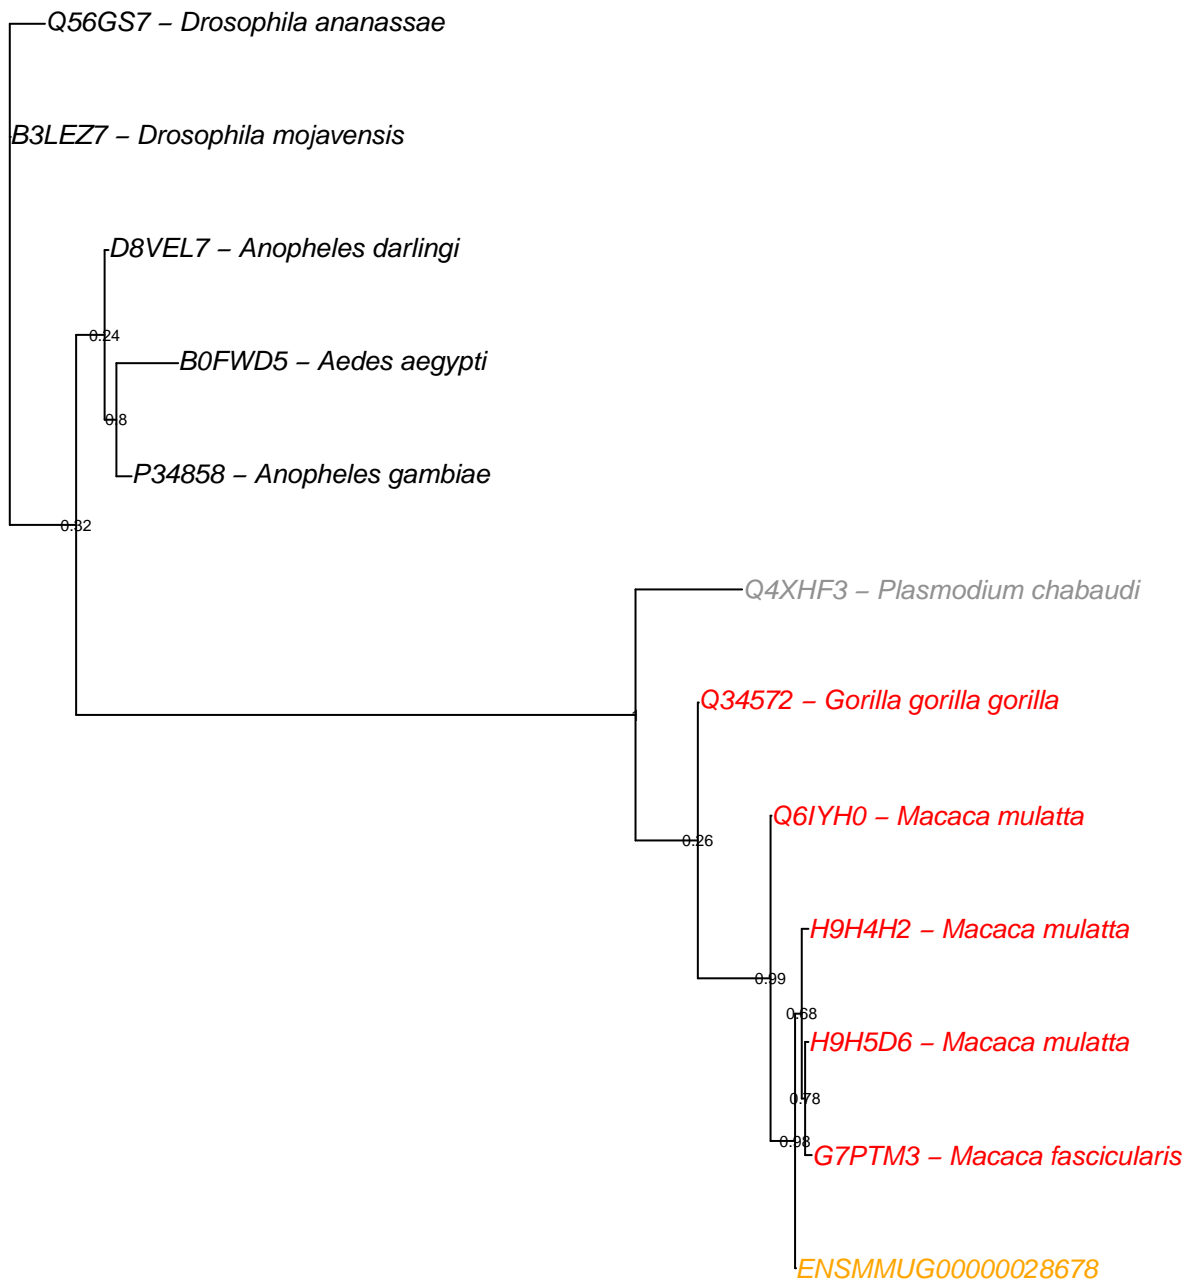 Q56GS7 – Drosophila ananassae
B3LEZ7 – Drosophila mojavensis
D8VEL7 – Anopheles darlingi
0.24
B0FWD5 – Aedes aegypti
0.8
P34858 – Anopheles gambiae
0.32
Q4XHF3 – Plasmodium chabaudi
Q34572 – Gorilla gorilla gorilla
1
Q6IYH0 – Macaca mulatta
0.26
H9H4H2 – Macaca mulatta
0.99
0.68
H9H5D6 – Macaca mulatta
0.78
0.98
G7PTM3 – Macaca fascicularis
ENSMMUG00000028678